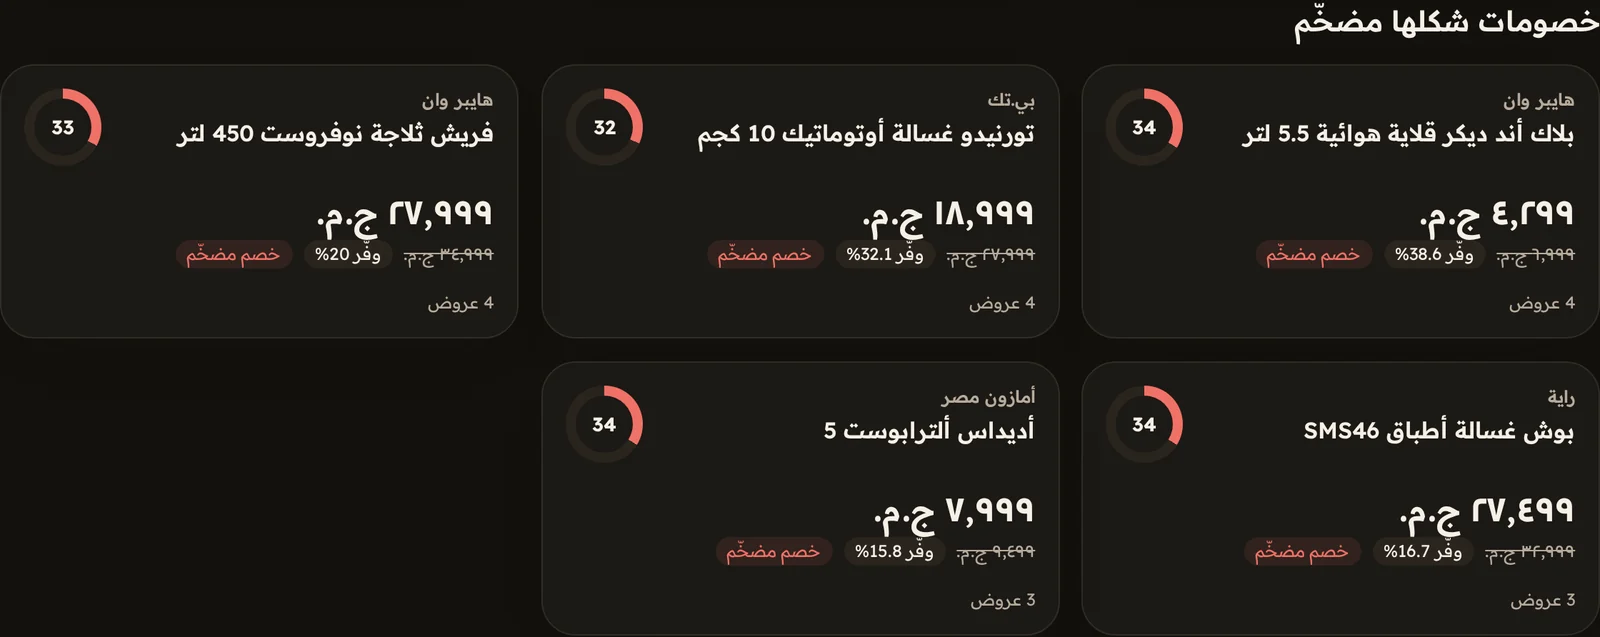 خصومات شكلها مضخّم
هايبر وان
بلاك أند ديكر قلاية هوائية 5.5 لتر
34
٤,٢٩٩ ج.م.
٦,٩٩٩ ج.م. وفّر 38.6% خصم مضخّم
4 عروض
بي.تك
تورنيدو غسالة أوتوماتيك 10 كجم
32
١٨,٩٩٩ ج.م.
٢٧,٩٩٩ ج.م. وفّر 32.1% خصم مضخّم
4 عروض
هايبر وان
فريش ثلاجة نوفروست 450 لتر
33
٢٧,٩٩٩ ج.م.
٣٤,٩٩٩ ج.م. وفّر 20% خصم مضخّم
4 عروض
راية
بوش غسالة أطباق SMS46
34
٢٧,٤٩٩ ج.م.
٣٢,٩٩٩ ج.م. وفّر 16.7% خصم مضخّم
3 عروض
أمازون مصر
أديداس ألترابوست 5
34
٧,٩٩٩ ج.م.
٩,٤٩٩ ج.م. وفّر 15.8% خصم مضخّم
3 عروض